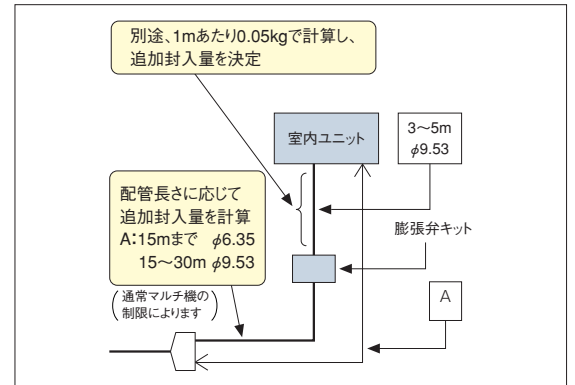 別途、1mあたり0.05kgで計算し、
追加封入量を決定
室内ユニット
3〜5m
φ9.53
配管長さに応じて
追加封入量を計算
A：15mまで φ6.35
15〜30m φ9.53
（通常マルチ機の
制限によります）
膨張弁キット
A